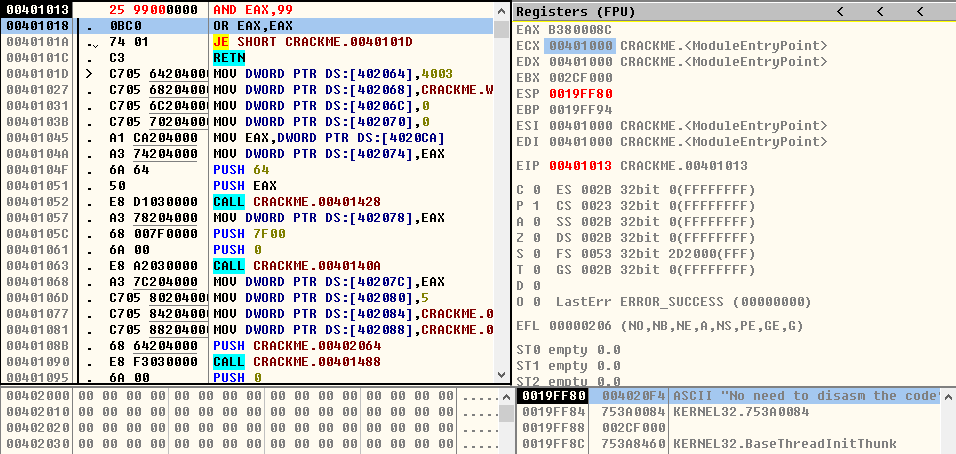 00401013 25 99000000 AND EAX,99
00401018 . 0BC0 OR EAX,EAX
0040101A .⌄ 74 01 JE SHORT CRACKME.0040101D
0040101C . C3 RETN
0040101D > C705 64204000 MOV DWORD PTR DS:[402064],4003
00401027 . C705 68204000 MOV DWORD PTR DS:[402068],CRACKME.W
00401031 . C705 6C204000 MOV DWORD PTR DS:[40206C],0
0040103B . C705 70204000 MOV DWORD PTR DS:[402070],0
00401045 . A1 CA204000 MOV EAX,DWORD PTR DS:[4020CA]
0040104A . A3 74204000 MOV DWORD PTR DS:[402074],EAX
0040104F . 6A 64 PUSH 64
00401051 . 50 PUSH EAX
00401052 . E8 D1030000 CALL CRACKME.00401428
00401057 . A3 78204000 MOV DWORD PTR DS:[402078],EAX
0040105C . 68 007F0000 PUSH 7F00
00401061 . 6A 00 PUSH 0
00401063 . E8 A2030000 CALL CRACKME.0040140A
00401068 . A3 7C204000 MOV DWORD PTR DS:[40207C],EAX
0040106D . C705 80204000 MOV DWORD PTR DS:[402080],5
00401077 . C705 84204000 MOV DWORD PTR DS:[402084],CRACKME.0
00401081 . C705 88204000 MOV DWORD PTR DS:[402088],CRACKME.0
0040108B . 68 64204000 PUSH CRACKME.00402064
00401090 . E8 F3030000 CALL CRACKME.00401488
00401095 . 6A 00 PUSH 0
Registers (FPU) < < <
EAX B380008C
ECX 00401000 CRACKME.<ModuleEntryPoint>
EDX 00401000 CRACKME.<ModuleEntryPoint>
EBX 002CF000
ESP 0019FF80
EBP 0019FF94
ESI 00401000 CRACKME.<ModuleEntryPoint>
EDI 00401000 CRACKME.<ModuleEntryPoint>
EIP 00401013 CRACKME.00401013
C 0 ES 002B 32bit 0(FFFFFFFF)
P 1 CS 0023 32bit 0(FFFFFFFF)
A 0 SS 002B 32bit 0(FFFFFFFF)
Z 0 DS 002B 32bit 0(FFFFFFFF)
S 0 FS 0053 32bit 2D2000(FFF)
T 0 GS 002B 32bit 0(FFFFFFFF)
D 0
O 0 LastErr ERROR_SUCCESS (00000000)
EFL 00000206 (NO,NB,NE,A,NS,PE,GE,G)
ST0 empty 0.0
ST1 empty 0.0
ST2 empty 0.0
00402000 00 00 00 00 00 00 00 00 00 00 00 00 00 00 00 00 .....
00402010 00 00 00 00 00 00 00 00 00 00 00 00 00 00 00 00 .....
00402020 00 00 00 00 00 00 00 00 00 00 00 00 00 00 00 00 .....
00402030 00 00 00 00 00 00 00 00 00 00 00 00 00 00 00 00 .....
0019FF80 004020F4 ASCII "No need to disasm the code
0019FF84 753A0084 KERNEL32.753A0084
0019FF88 002CF000
0019FF8C 753A8460 KERNEL32.BaseThreadInitThunk